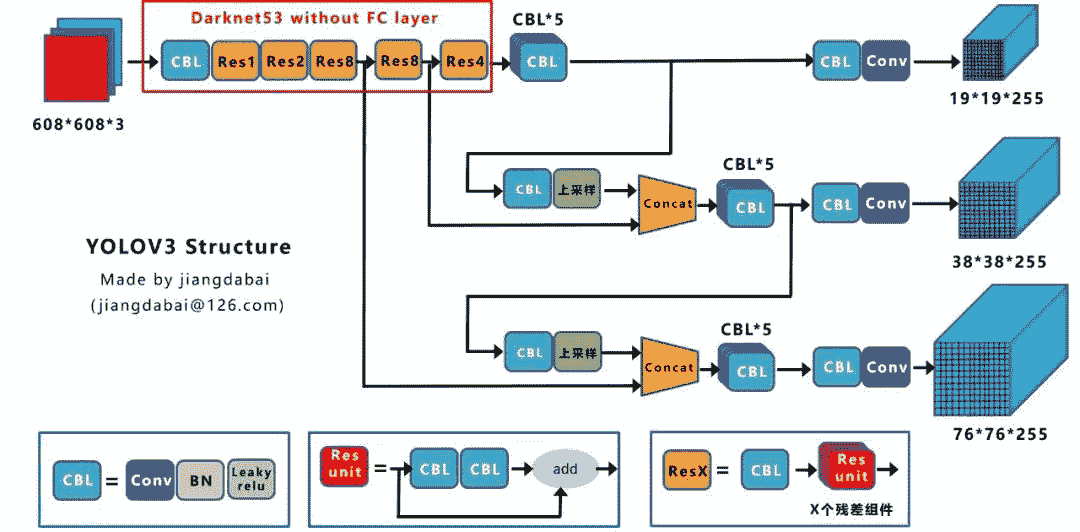 Darknet53 without FC layer
CBL*5
CBL Res1 Res2 Res8 Res8 Res4 CBL CBL Conv
608*608*3
19*19*255
CBL*5
CBL 上采样 Concat CBL CBL Conv
38*38*255
YOLOV3 Structure
Made by jiangdabai
(jiangdabai@126.com)
CBL*5
CBL 上采样 Concat CBL CBL Conv
76*76*255
CBL = Conv BN Leaky relu
Res unit = CBL CBL add
ResX = CBL Res unit
X个残差组件